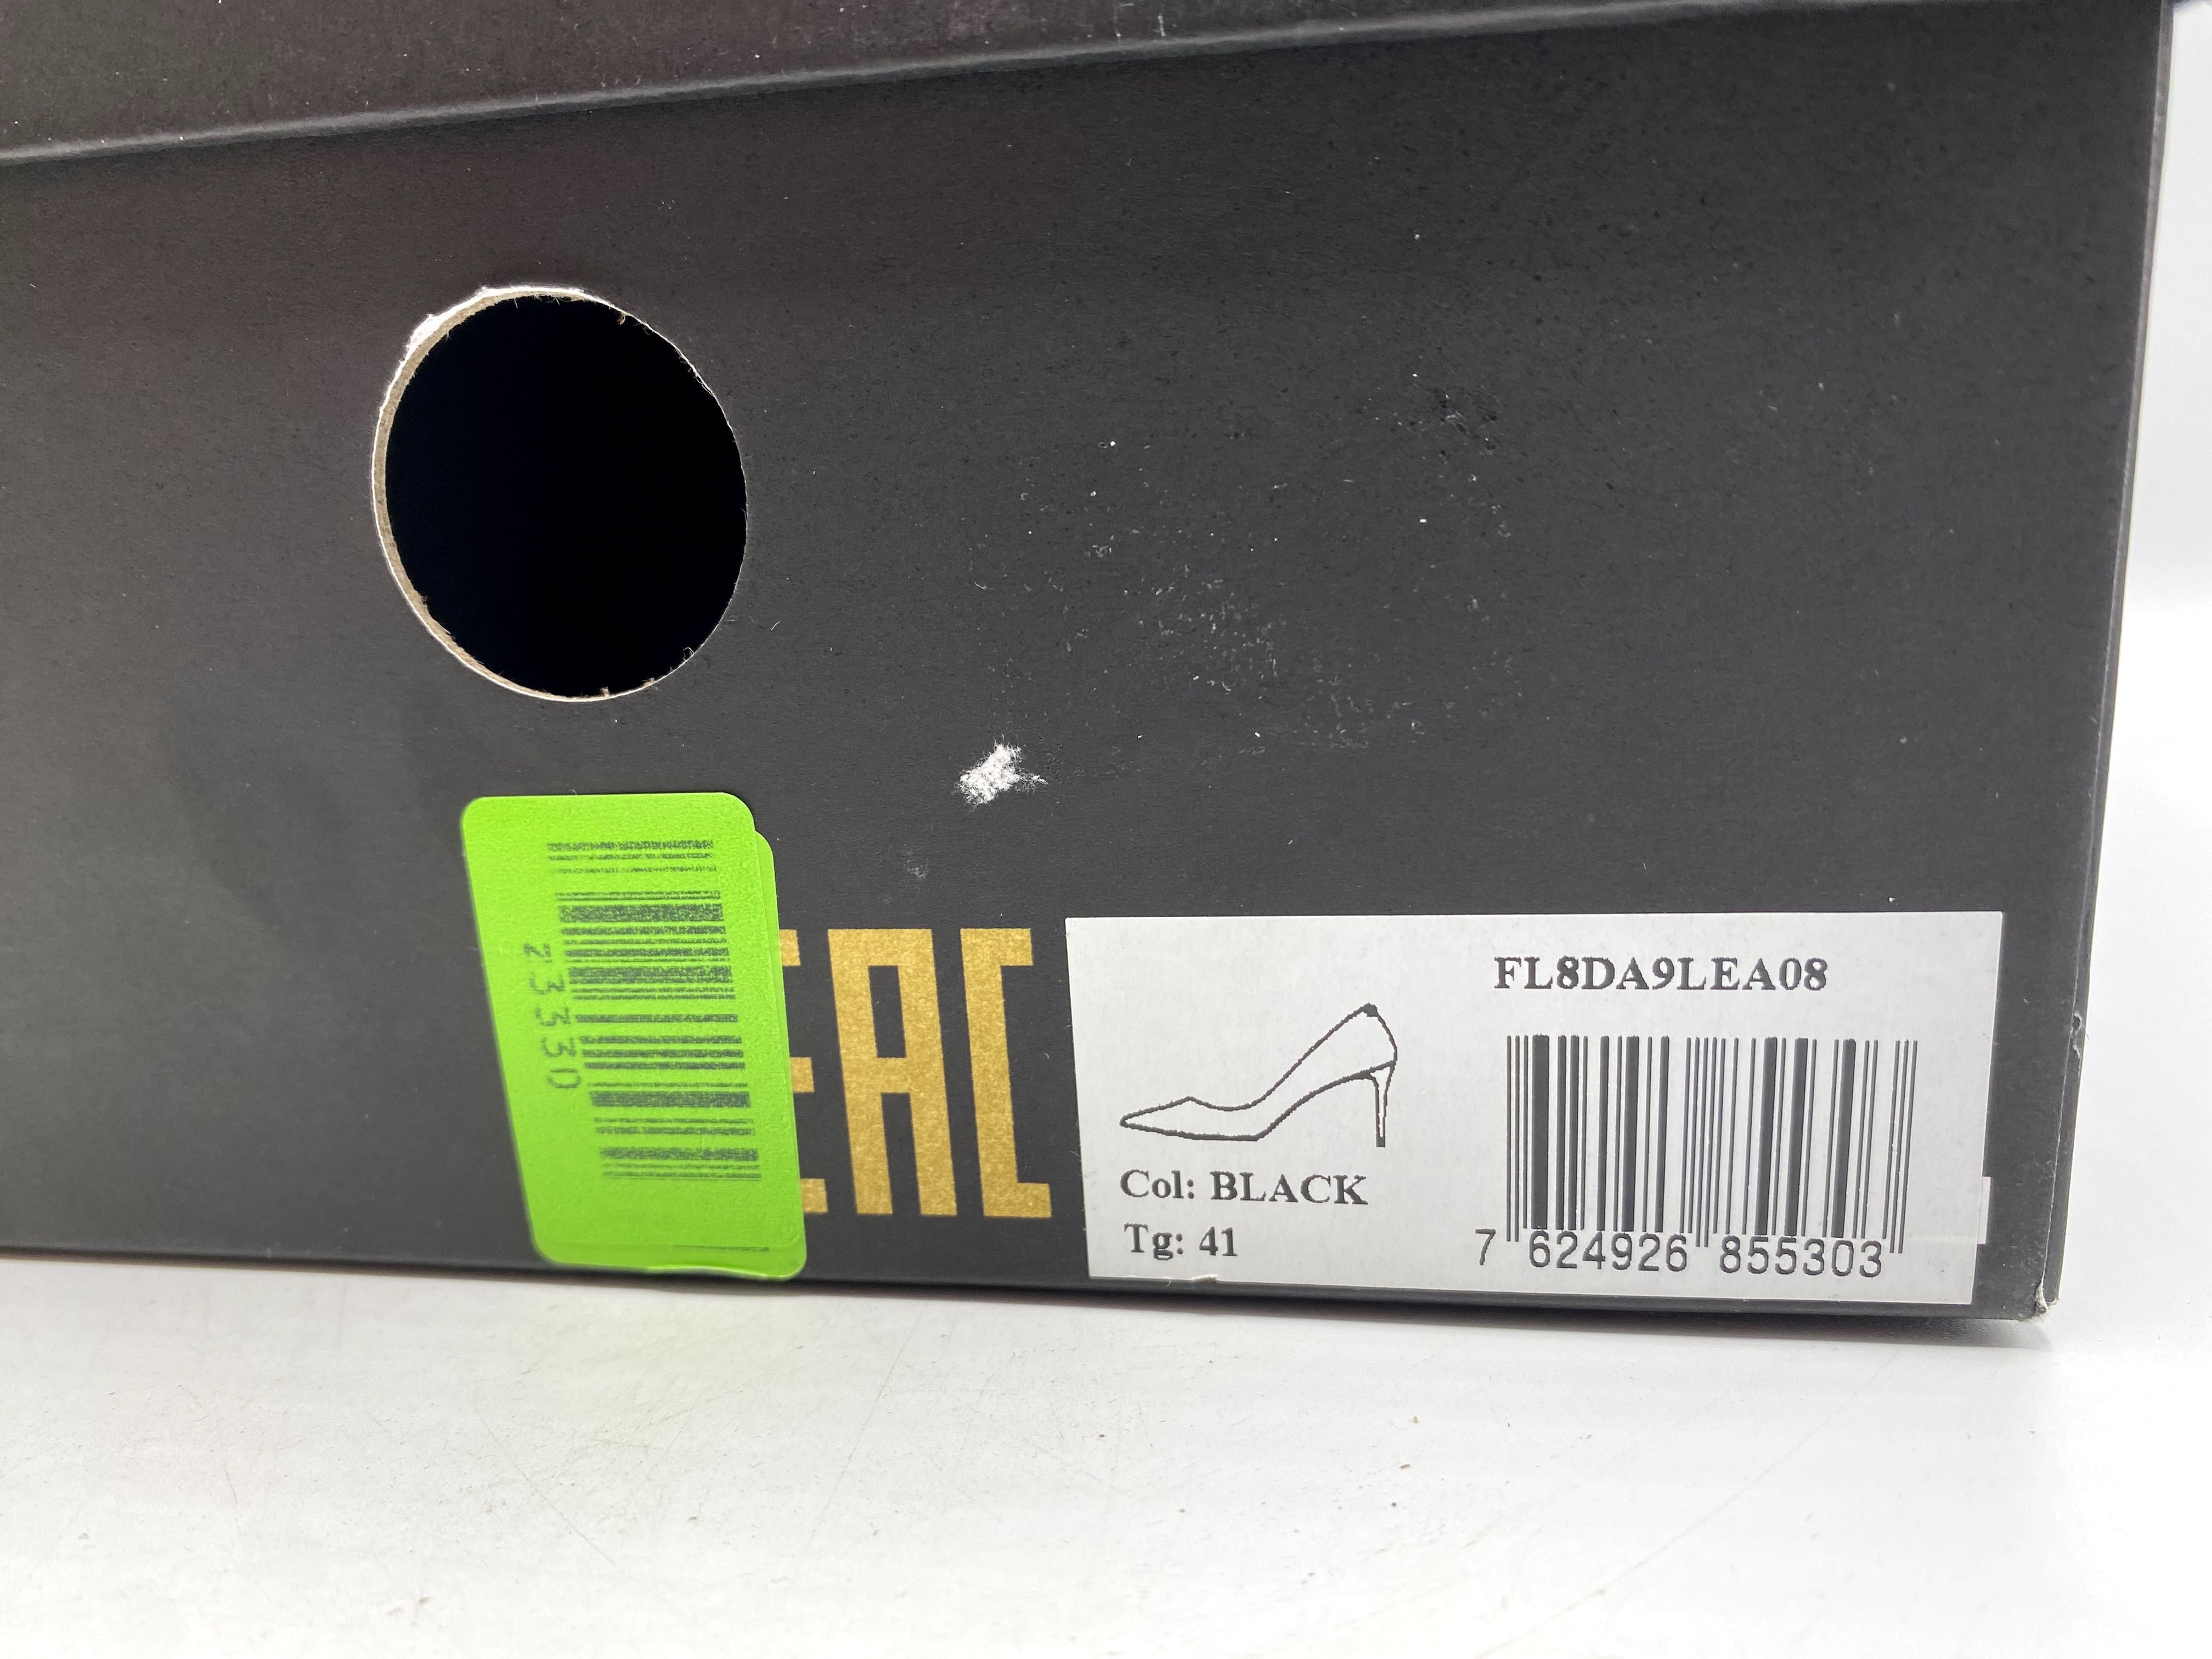 23330
EAC
FL8DA9LEA08
Col: BLACK
Tg: 41
7 624926 855303